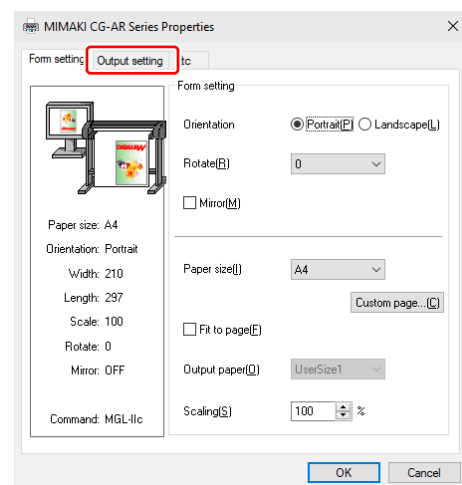 MIMAKI CG-AR Series Properties
Form setting
Output setting
tc
Paper size: A4
Orientation: Portrait
Width: 210
Length: 297
Scale: 100
Rotate: 0
Mirror: OFF
Command: MGL-IIc
Form setting
Orientation Portrait(P) Landscape(L)
Rotate(R) 0
Mirror(M)
Paper size(I) A4
Custom page...(C)
Fit to page(F)
Output paper(O) UserSize1
Scaling(S) 100 %
OK Cancel